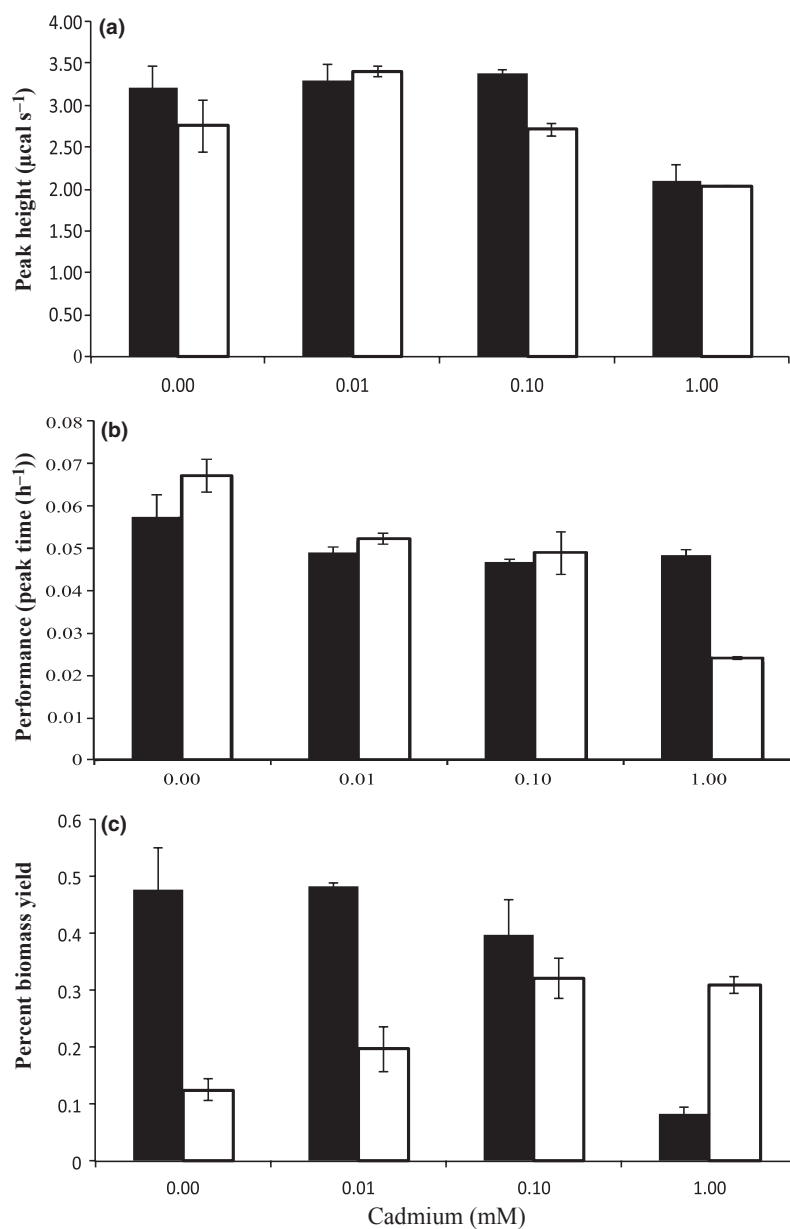 (a)
Peak height (µcal s⁻¹)
4.00
3.50
3.00
2.50
2.00
1.50
1.00
0.50
0
0.00 0.01 0.10 1.00
(b)
Performance (peak time (h⁻¹))
0.08
0.07
0.06
0.05
0.04
0.03
0.02
0.01
0
0.00 0.01 0.10 1.00
(c)
Percent biomass yield
0.6
0.5
0.4
0.3
0.2
0.1
0
0.00 0.01 0.10 1.00
Cadmium (mM)